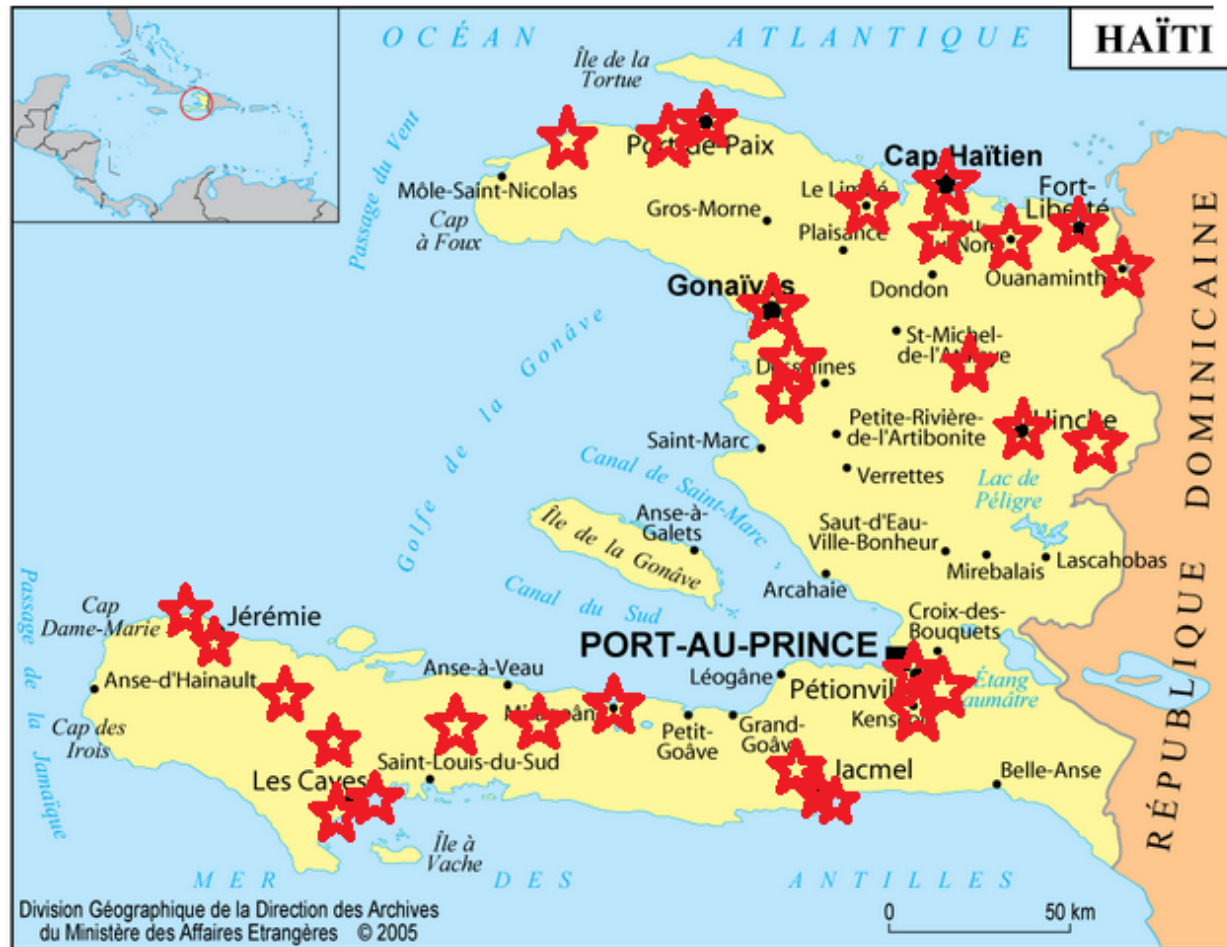 OCÉAN ATLANTIQUE
HAÏTI
Île de la
Tortue
Passage du Vent
Port-de-Paix
Cap-Haïtien
Môle-Saint-Nicolas
Le Limbé
Fort-
Liberté
Cap
à Foux
Gros-Morne
Plaisance
Ouanaminth
Dondon
Gonaïves
St-Michel-
de-l'Attalaye
Dessalines
Hinche
Petite-Rivière-
de-l'Artibonite
Saint-Marc
Verrettes
Lac de
Péligre
Golfe de la Gonâve
Canal de Saint-Marc
Anse-à-
Galets
Île de la Gonâve
Saut-d'Eau-
Ville-Bonheur
Mirebalais
Lascahobas
Arcahaie
Canal du Sud
Croix-des-
Bouquets
Cap
Dame-Marie
Jérémie
PORT-AU-PRINCE
Anse-à-Veau
Léogâne
Pétionvil
Étang
aumâtre
Anse-d'Hainault
Petit-
Goâve
Grand-
Goâv
Cap des
Irois
Saint-Louis-du-Sud
Les Cayes
Jacmel
Belle-Anse
Île à
Vache
Passage de la Jamaïque
RÉPUBLIQUE DOMINICAINE
MER DES ANTILLES
Division Géographique de la Direction des Archives
du Ministère des Affaires Etrangères © 2005
0 50 km